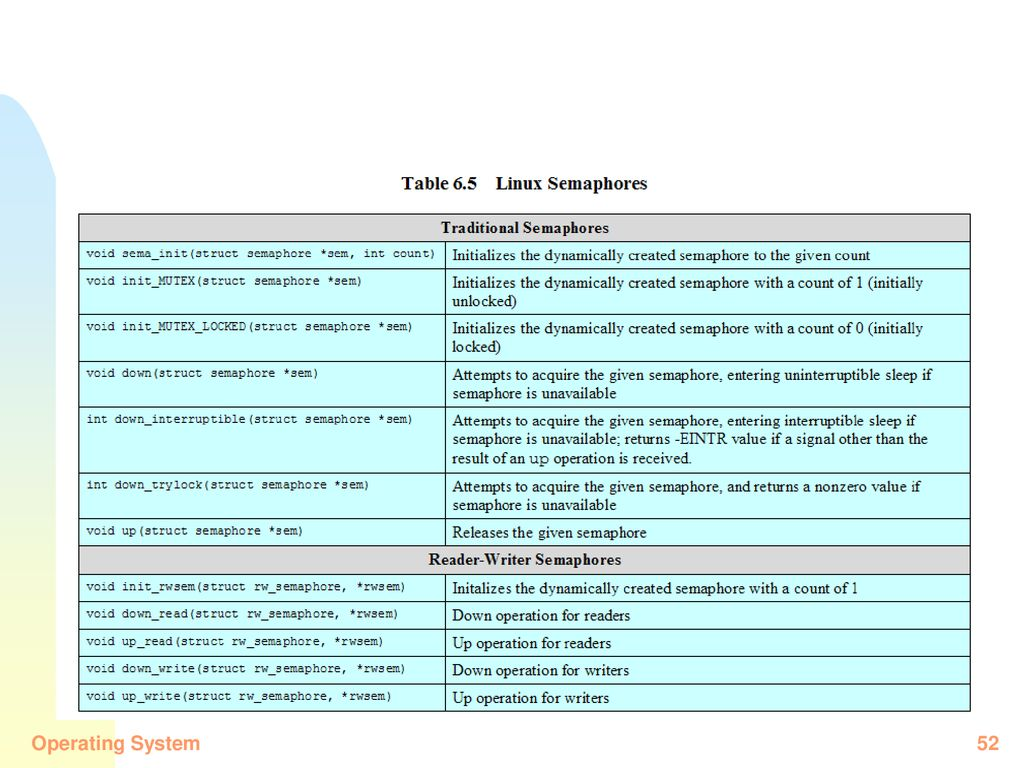 Table 6.5 Linux Semaphores
Traditional Semaphores
void sema_init(struct semaphore *sem, int count)
Initializes the dynamically created semaphore to the given count
void init_MUTEX(struct semaphore *sem)
Initializes the dynamically created semaphore with a count of 1 (initially
unlocked)
void init_MUTEX_LOCKED(struct semaphore *sem)
Initializes the dynamically created semaphore with a count of 0 (initially
locked)
void down(struct semaphore *sem)
Attempts to acquire the given semaphore, entering uninterruptible sleep if
semaphore is unavailable
int down_interruptible(struct semaphore *sem)
Attempts to acquire the given semaphore, entering interruptible sleep if
semaphore is unavailable; returns -EINTR value if a signal other than the
result of an up operation is received.
int down_trylock(struct semaphore *sem)
Attempts to acquire the given semaphore, and returns a nonzero value if
semaphore is unavailable
void up(struct semaphore *sem)
Releases the given semaphore
Reader-Writer Semaphores
void init_rwsem(struct rw_semaphore, *rwsem)
Initalizes the dynamically created semaphore with a count of 1
void down_read(struct rw_semaphore, *rwsem)
Down operation for readers
void up_read(struct rw_semaphore, *rwsem)
Up operation for readers
void down_write(struct rw_semaphore, *rwsem)
Down operation for writers
void up_write(struct rw_semaphore, *rwsem)
Up operation for writers
Operating System
52